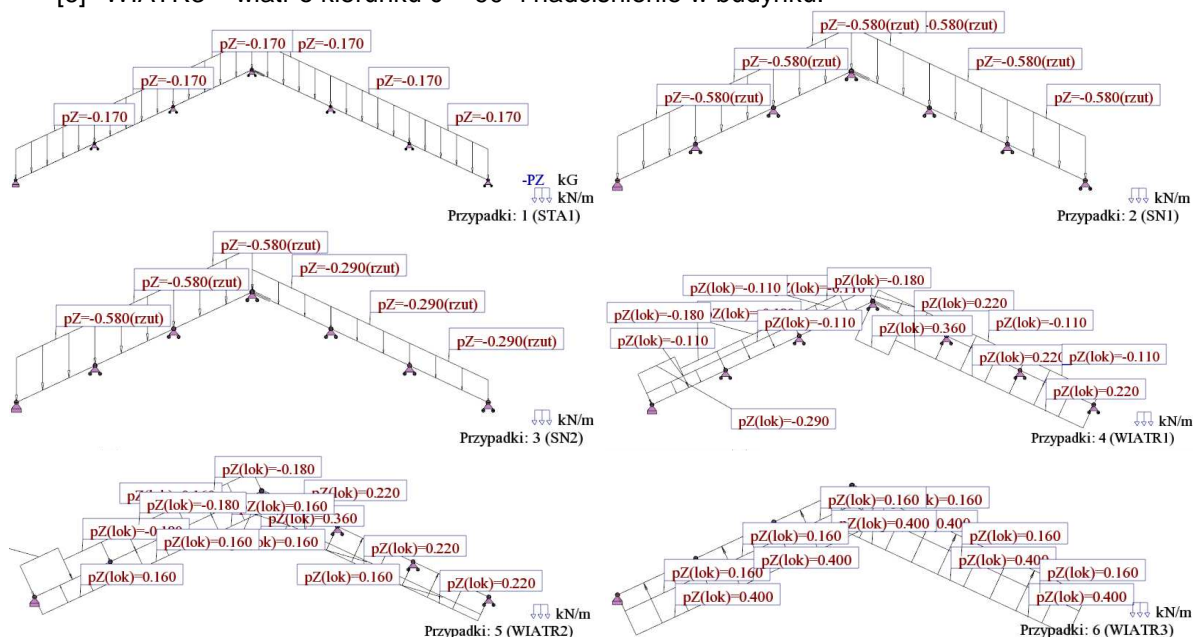 pZ=-0.170 pZ=-0.170
pZ=-0.170 pZ=-0.170
pZ=-0.170 pZ=-0.170
-PZ kG
kN/m
Przypadki: 1 (STA1)
pZ=-0.580(rzut) -0.580(rzut)
pZ=-0.580(rzut) pZ=-0.580(rzut)
pZ=-0.580(rzut) pZ=-0.580(rzut)
kN/m
Przypadki: 2 (SN1)
pZ=-0.580(rzut)
pZ=-0.580(rzut) pZ=-0.290(rzut)
pZ=-0.580(rzut) pZ=-0.290(rzut)
pZ=-0.290(rzut)
kN/m
Przypadki: 3 (SN2)
pZ(lok)=-0.180
pZ(lok)=-0.110
pZ(lok)=0.220
pZ(lok)=-0.180 pZ(lok)=-0.110 pZ(lok)=0.360 pZ(lok)=-0.110
pZ(lok)=-0.110
pZ(lok)=0.220 pZ(lok)=-0.110
pZ(lok)=0.220
pZ(lok)=-0.290
kN/m
Przypadki: 4 (WIATR1)
pZ(lok)=-0.180
pZ(lok)=0.220
pZ(lok)=-0.180 pZ(lok)=0.160
pZ(lok)=0.360
pZ(lok)=0.160 pZ(lok)=0.220
pZ(lok)=0.160 pZ(lok)=0.160 pZ(lok)=0.220
kN/m
Przypadki: 5 (WIATR2)
pZ(lok)=0.160
pZ(lok)=0.400
pZ(lok)=0.160 pZ(lok)=0.160
pZ(lok)=0.400 pZ(lok)=0.400
pZ(lok)=0.160 pZ(lok)=0.160
pZ(lok)=0.400 pZ(lok)=0.400
kN/m
Przypadki: 6 (WIATR3)